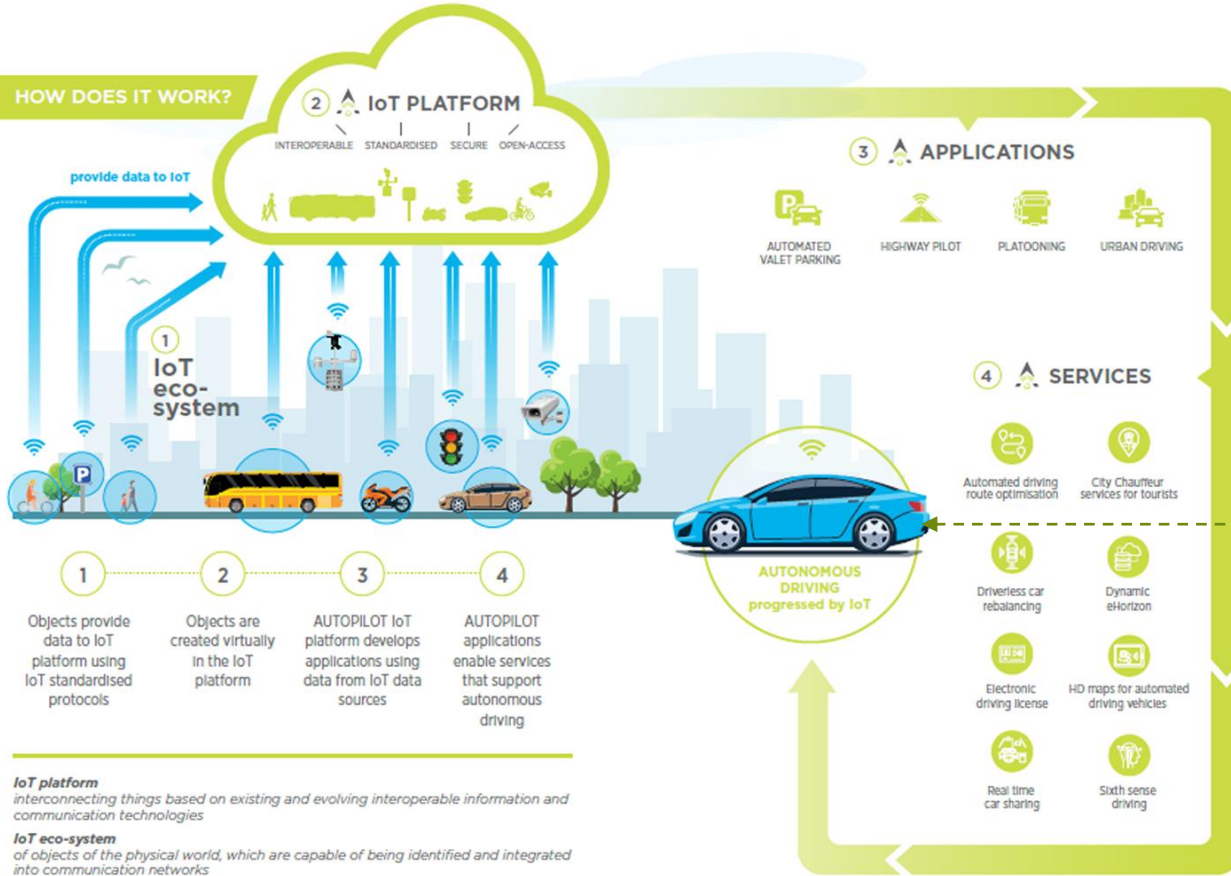 HOW DOES IT WORK?
2 IoT PLATFORM
INTEROPERABLE STANDARDISED SECURE OPEN-ACCESS
provide data to IoT
1
IoT
eco-
system
P
3 APPLICATIONS
P
AUTOMATED
VALET PARKING
HIGHWAY PILOT
PLATOONING
URBAN DRIVING
4 SERVICES
Automated driving
route optimisation
City Chauffeur
services for tourists
Driverless car
rebalancing
Dynamic
eHorizon
Electronic
driving license
HD maps for automated
driving vehicles
Real time
car sharing
Sixth sense
driving
AUTONOMOUS
DRIVING
progressed by IoT
1
Objects provide
data to IoT
platform using
IoT standardised
protocols
2
Objects are
created virtually
in the IoT
platform
3
AUTOPILOT IoT
platform develops
applications using
data from IoT data
sources
4
AUTOPILOT
applications
enable services
that support
autonomous
driving
IoT platform
interconnecting things based on existing and evolving interoperable information and
communication technologies
IoT eco-system
of objects of the physical world, which are capable of being identified and integrated
into communication networks